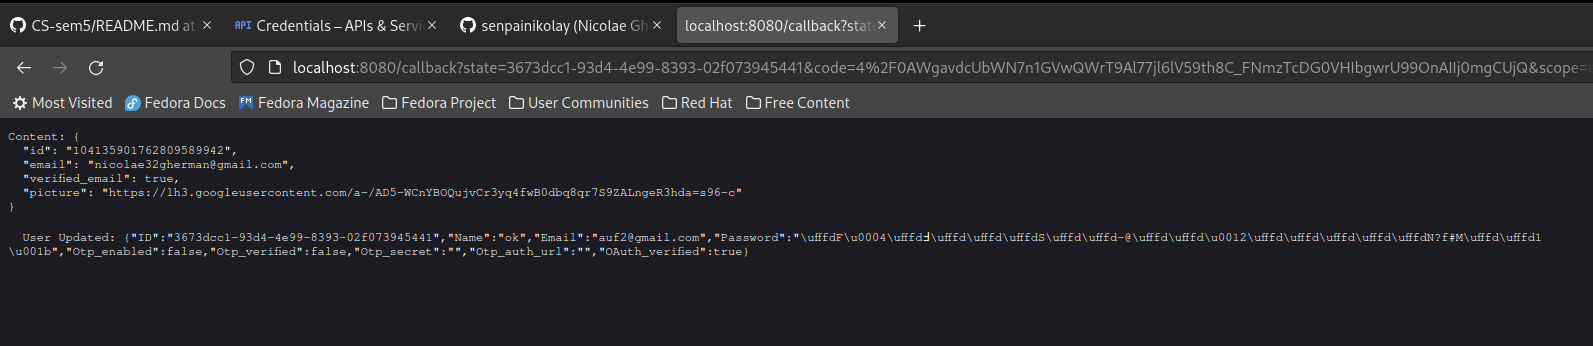 CS-sem5/README.md at
API Credentials – APIs & Servi
senpainikolay (Nicolae Gh
localhost:8080/callback?stat
localhost:8080/callback?state=3673dcc1-93d4-4e99-8393-02f073945441&code=4%2F0AWgavdcUbWN7n1GVwQWrT9Al77jl6lV59th8C_FNmzTcDG0VHIbgwrU99OnAIIj0mgCUjQ&scope=
Most Visited
Fedora Docs
FM Fedora Magazine
Fedora Project
User Communities
Red Hat
Free Content
Content: {
"id": "104135901762809589942",
"email": "nicolae32gherman@gmail.com",
"verified_email": true,
"picture": "https://lh3.googleusercontent.com/a-/AD5-WCnYBOQujvCr3yq4fwB0dbq8qr7S9ZALngeR3hda=s96-c"
}
User Updated: {"ID":"3673dcc1-93d4-4e99-8393-02f073945441","Name":"ok","Email":"auf2@gmail.com","Password":"\ufffdF\u0004\ufffdԺ\ufffd\ufffd\ufffdS\ufffd\ufffd-@\ufffd\ufffd\u0012\ufffd\ufffd\ufffd\ufffd\ufffdN?f#M\ufffd\ufffd1
\u001b","Otp_enabled":false,"Otp_verified":false,"Otp_secret":"","Otp_auth_url":"","OAuth_verified":true}